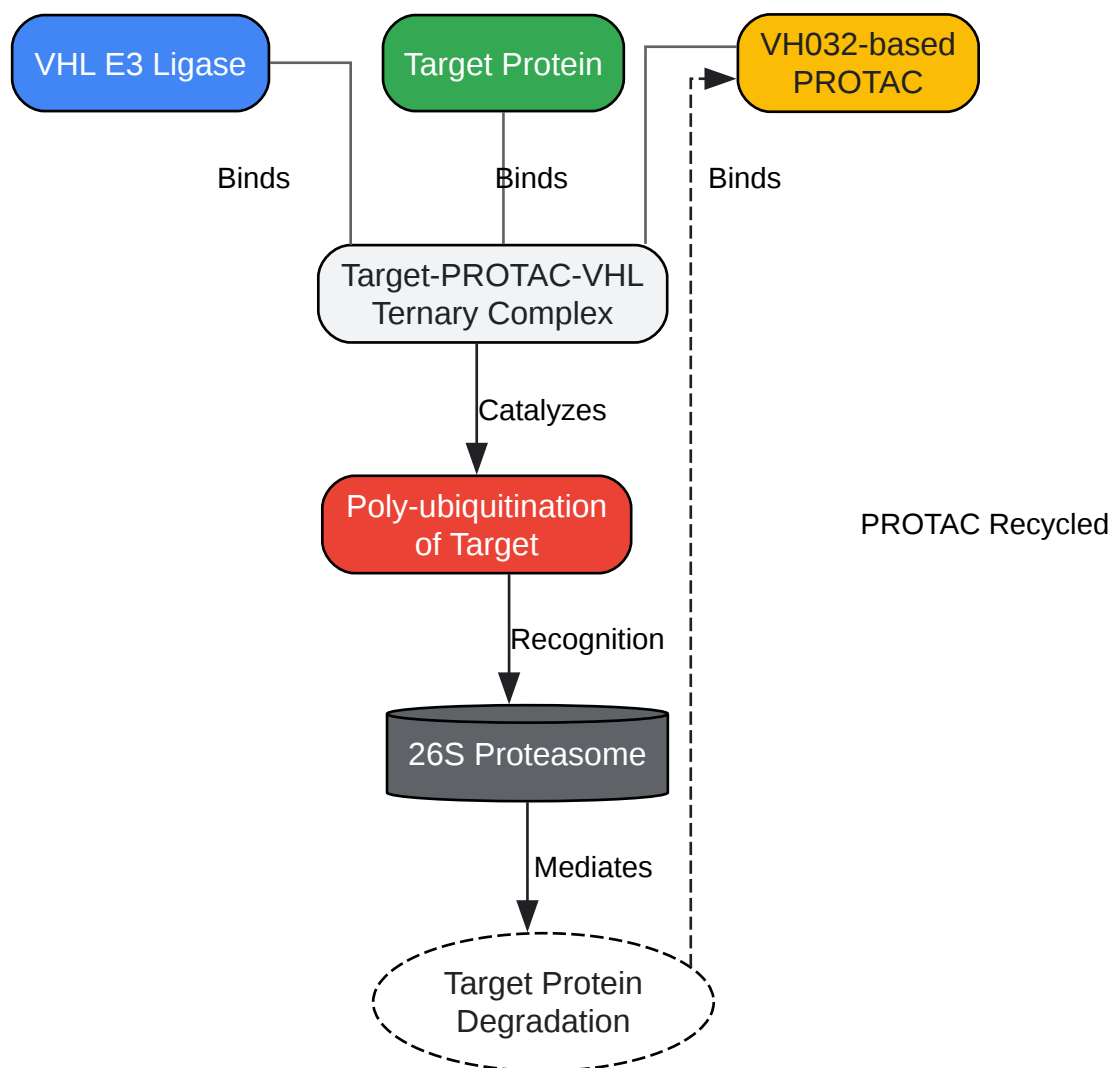 VHL E3 Ligase
Target Protein
VH032-based
PROTAC
Binds
Binds
Binds
Target-PROTAC-VHL
Ternary Complex
Catalyzes
Poly-ubiquitination
of Target
PROTAC Recycled
Recognition
26S Proteasome
Mediates
Target Protein
Degradation